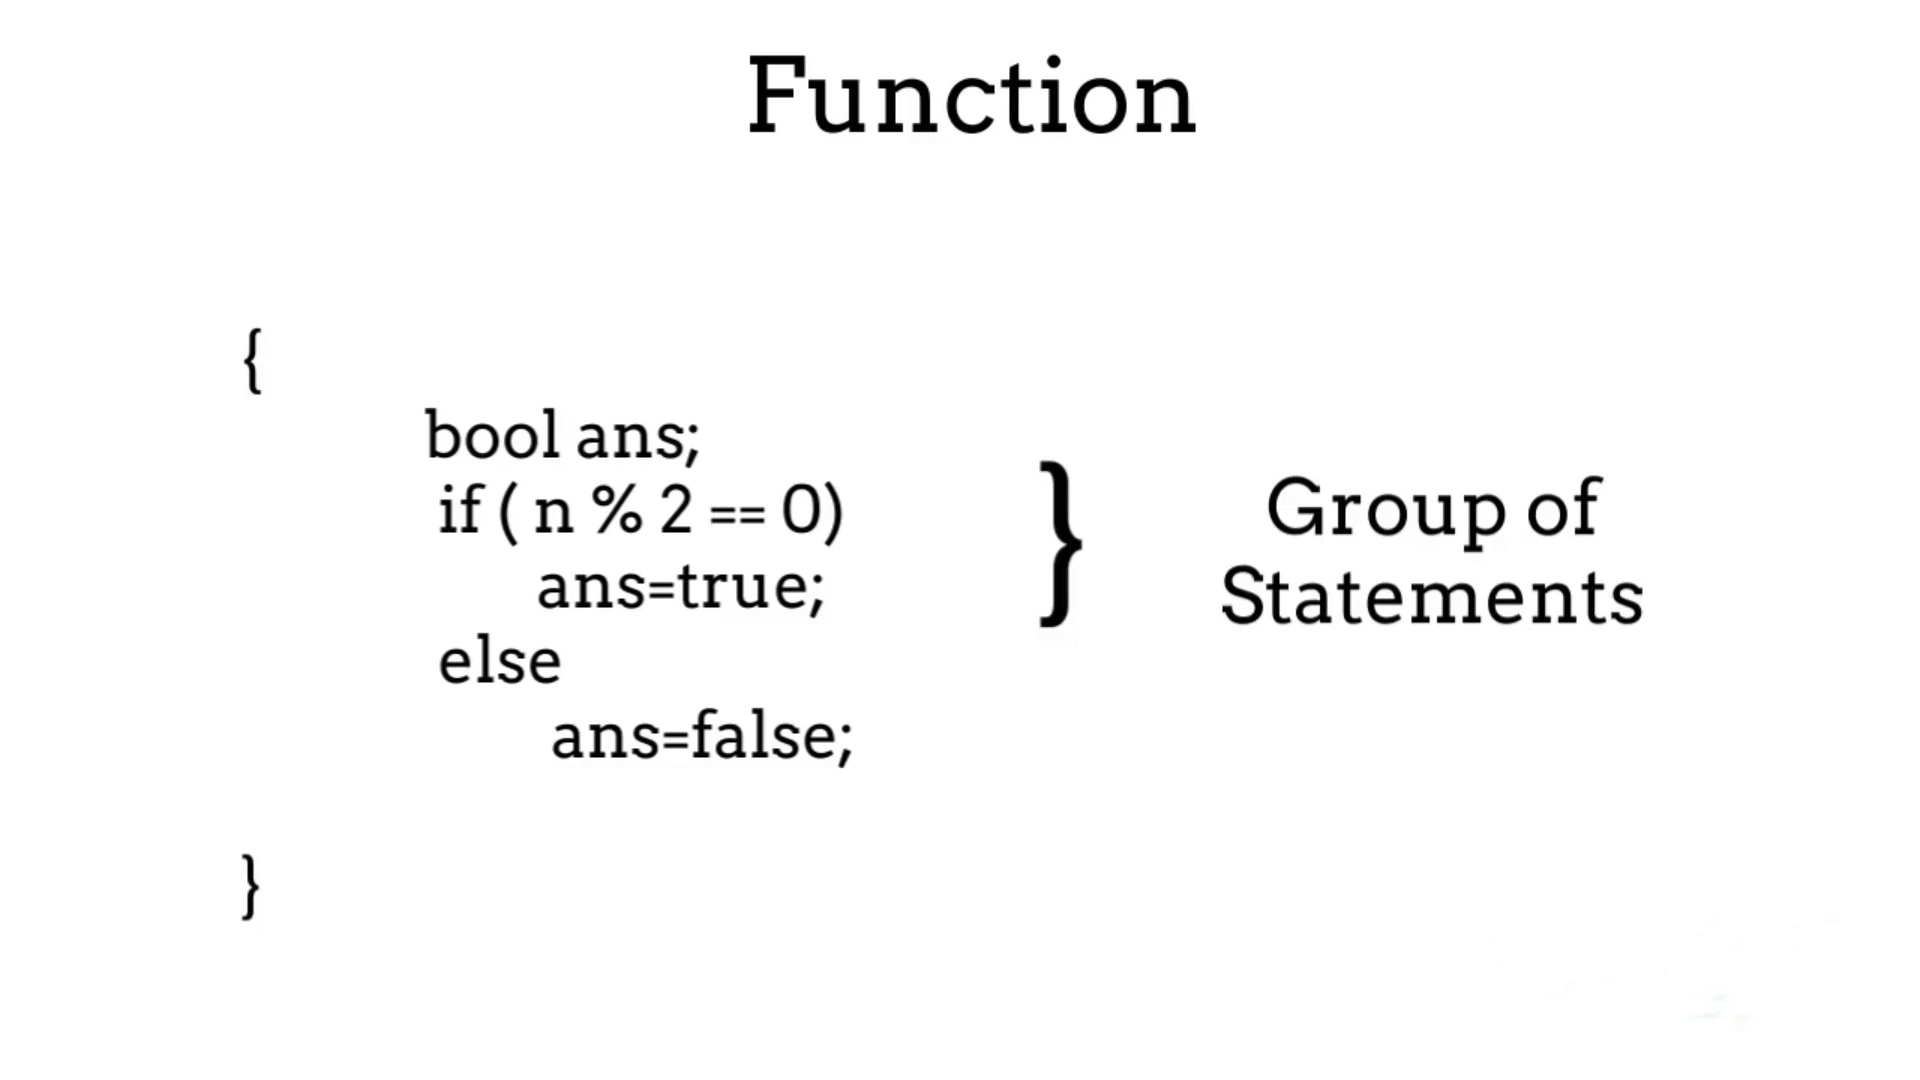 Function
{
bool ans;
if ( n % 2 == 0)
ans=true;
else
ans=false;
}
}
Group of
Statements